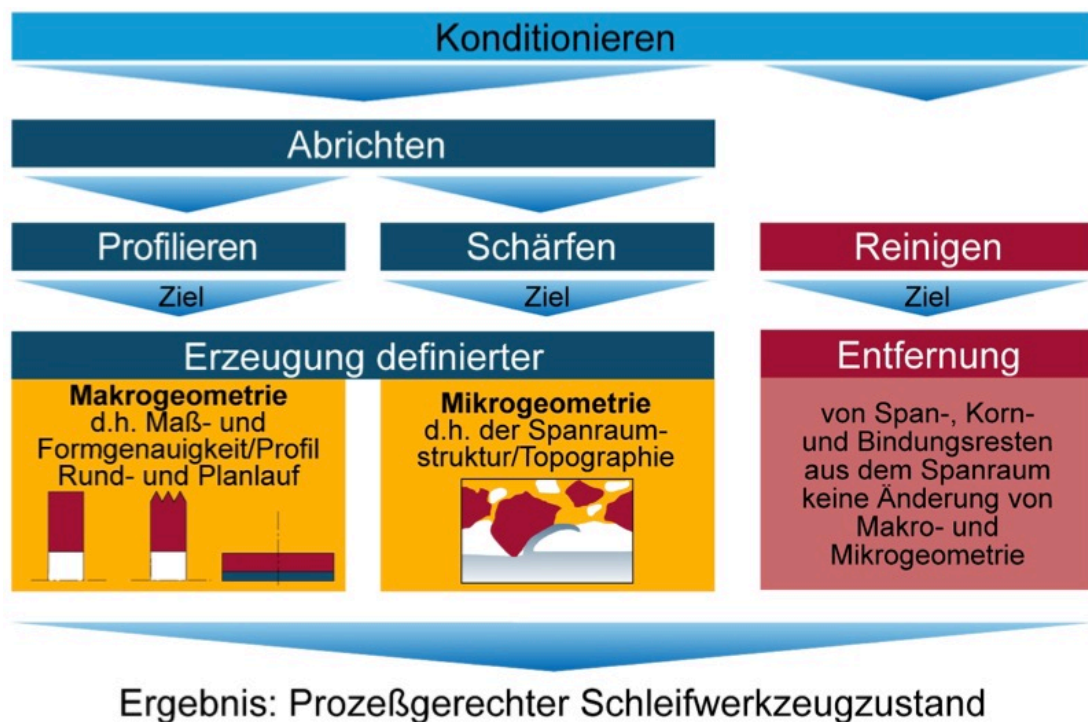 Konditionieren
Abrichten
Profilieren
Schärfen
Reinigen
Ziel
Ziel
Ziel
Erzeugung definierter
Entfernung
Makrogeometrie
d.h. Maß- und
Formgenauigkeit/Profil
Rund- und Planlauf
Mikrogeometrie
d.h. der Spanraum-
struktur/Topographie
von Span-, Korn-
und Bindungsresten
aus dem Spanraum
keine Änderung von
Makro- und
Mikrogeometrie
Ergebnis: Prozeßgerechter Schleifwerkzeugzustand